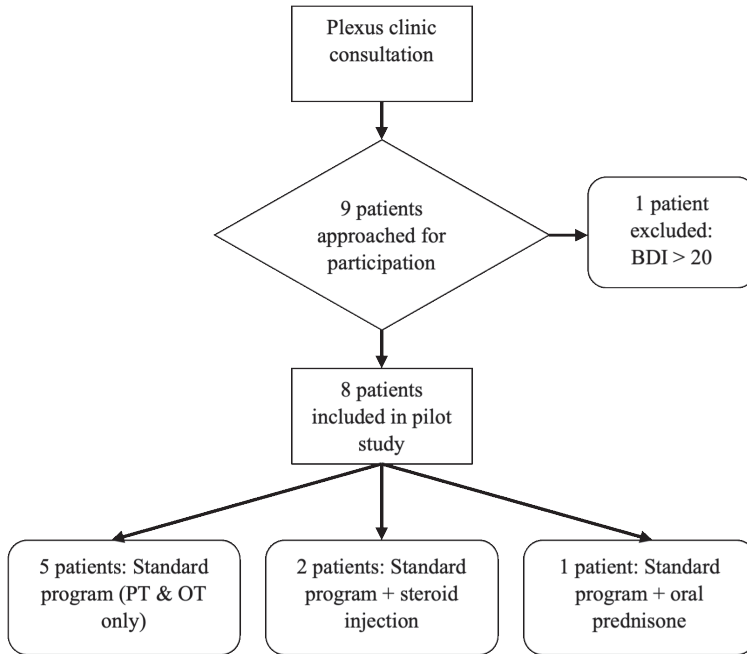 Plexus clinic
consultation
9 patients
approached for
participation
1 patient
excluded:
BDI > 20
8 patients
included in pilot
study
5 patients: Standard
program (PT & OT
only)
2 patients: Standard
program + steroid
injection
1 patient: Standard
program + oral
prednisone